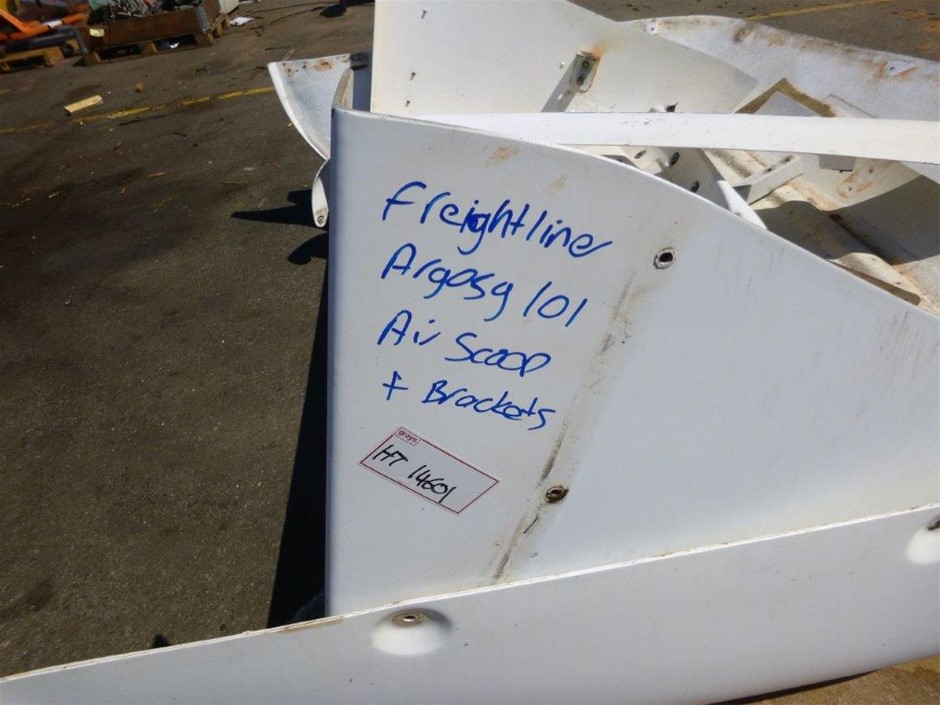 Freightliner
Argosy 101
Air Scoop
+ Brackets
grays
HT 14601